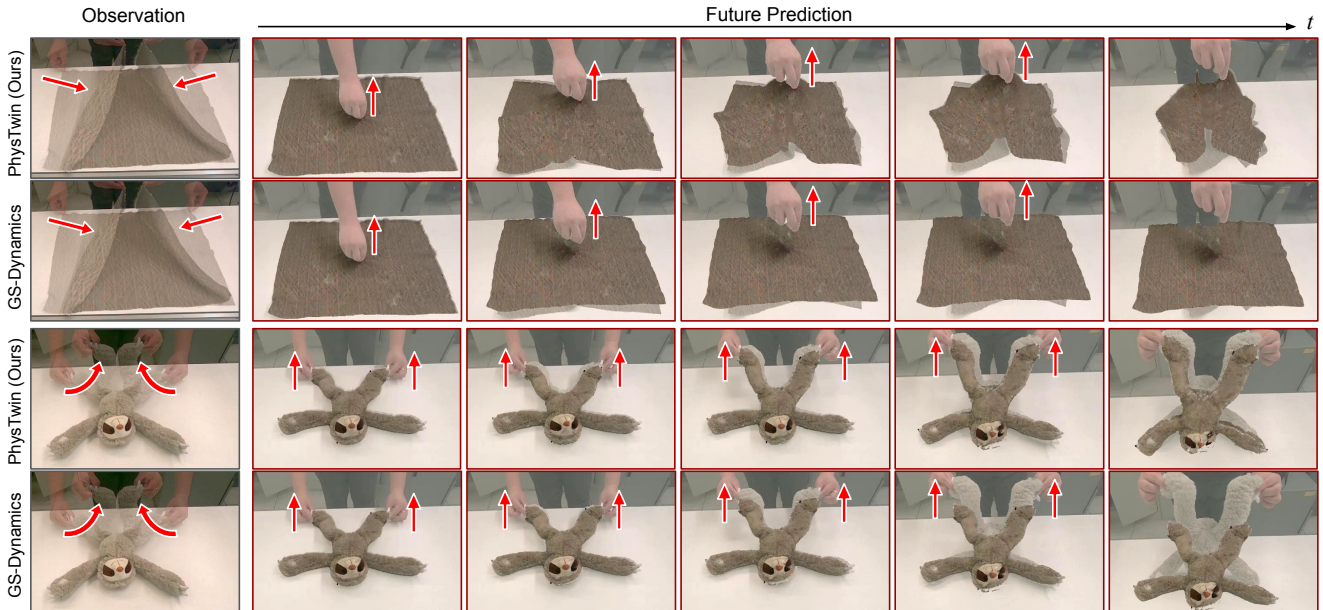 Observation
Future Prediction
t
PhysTwin (Ours)
GS-Dynamics
PhysTwin (Ours)
GS-Dynamics